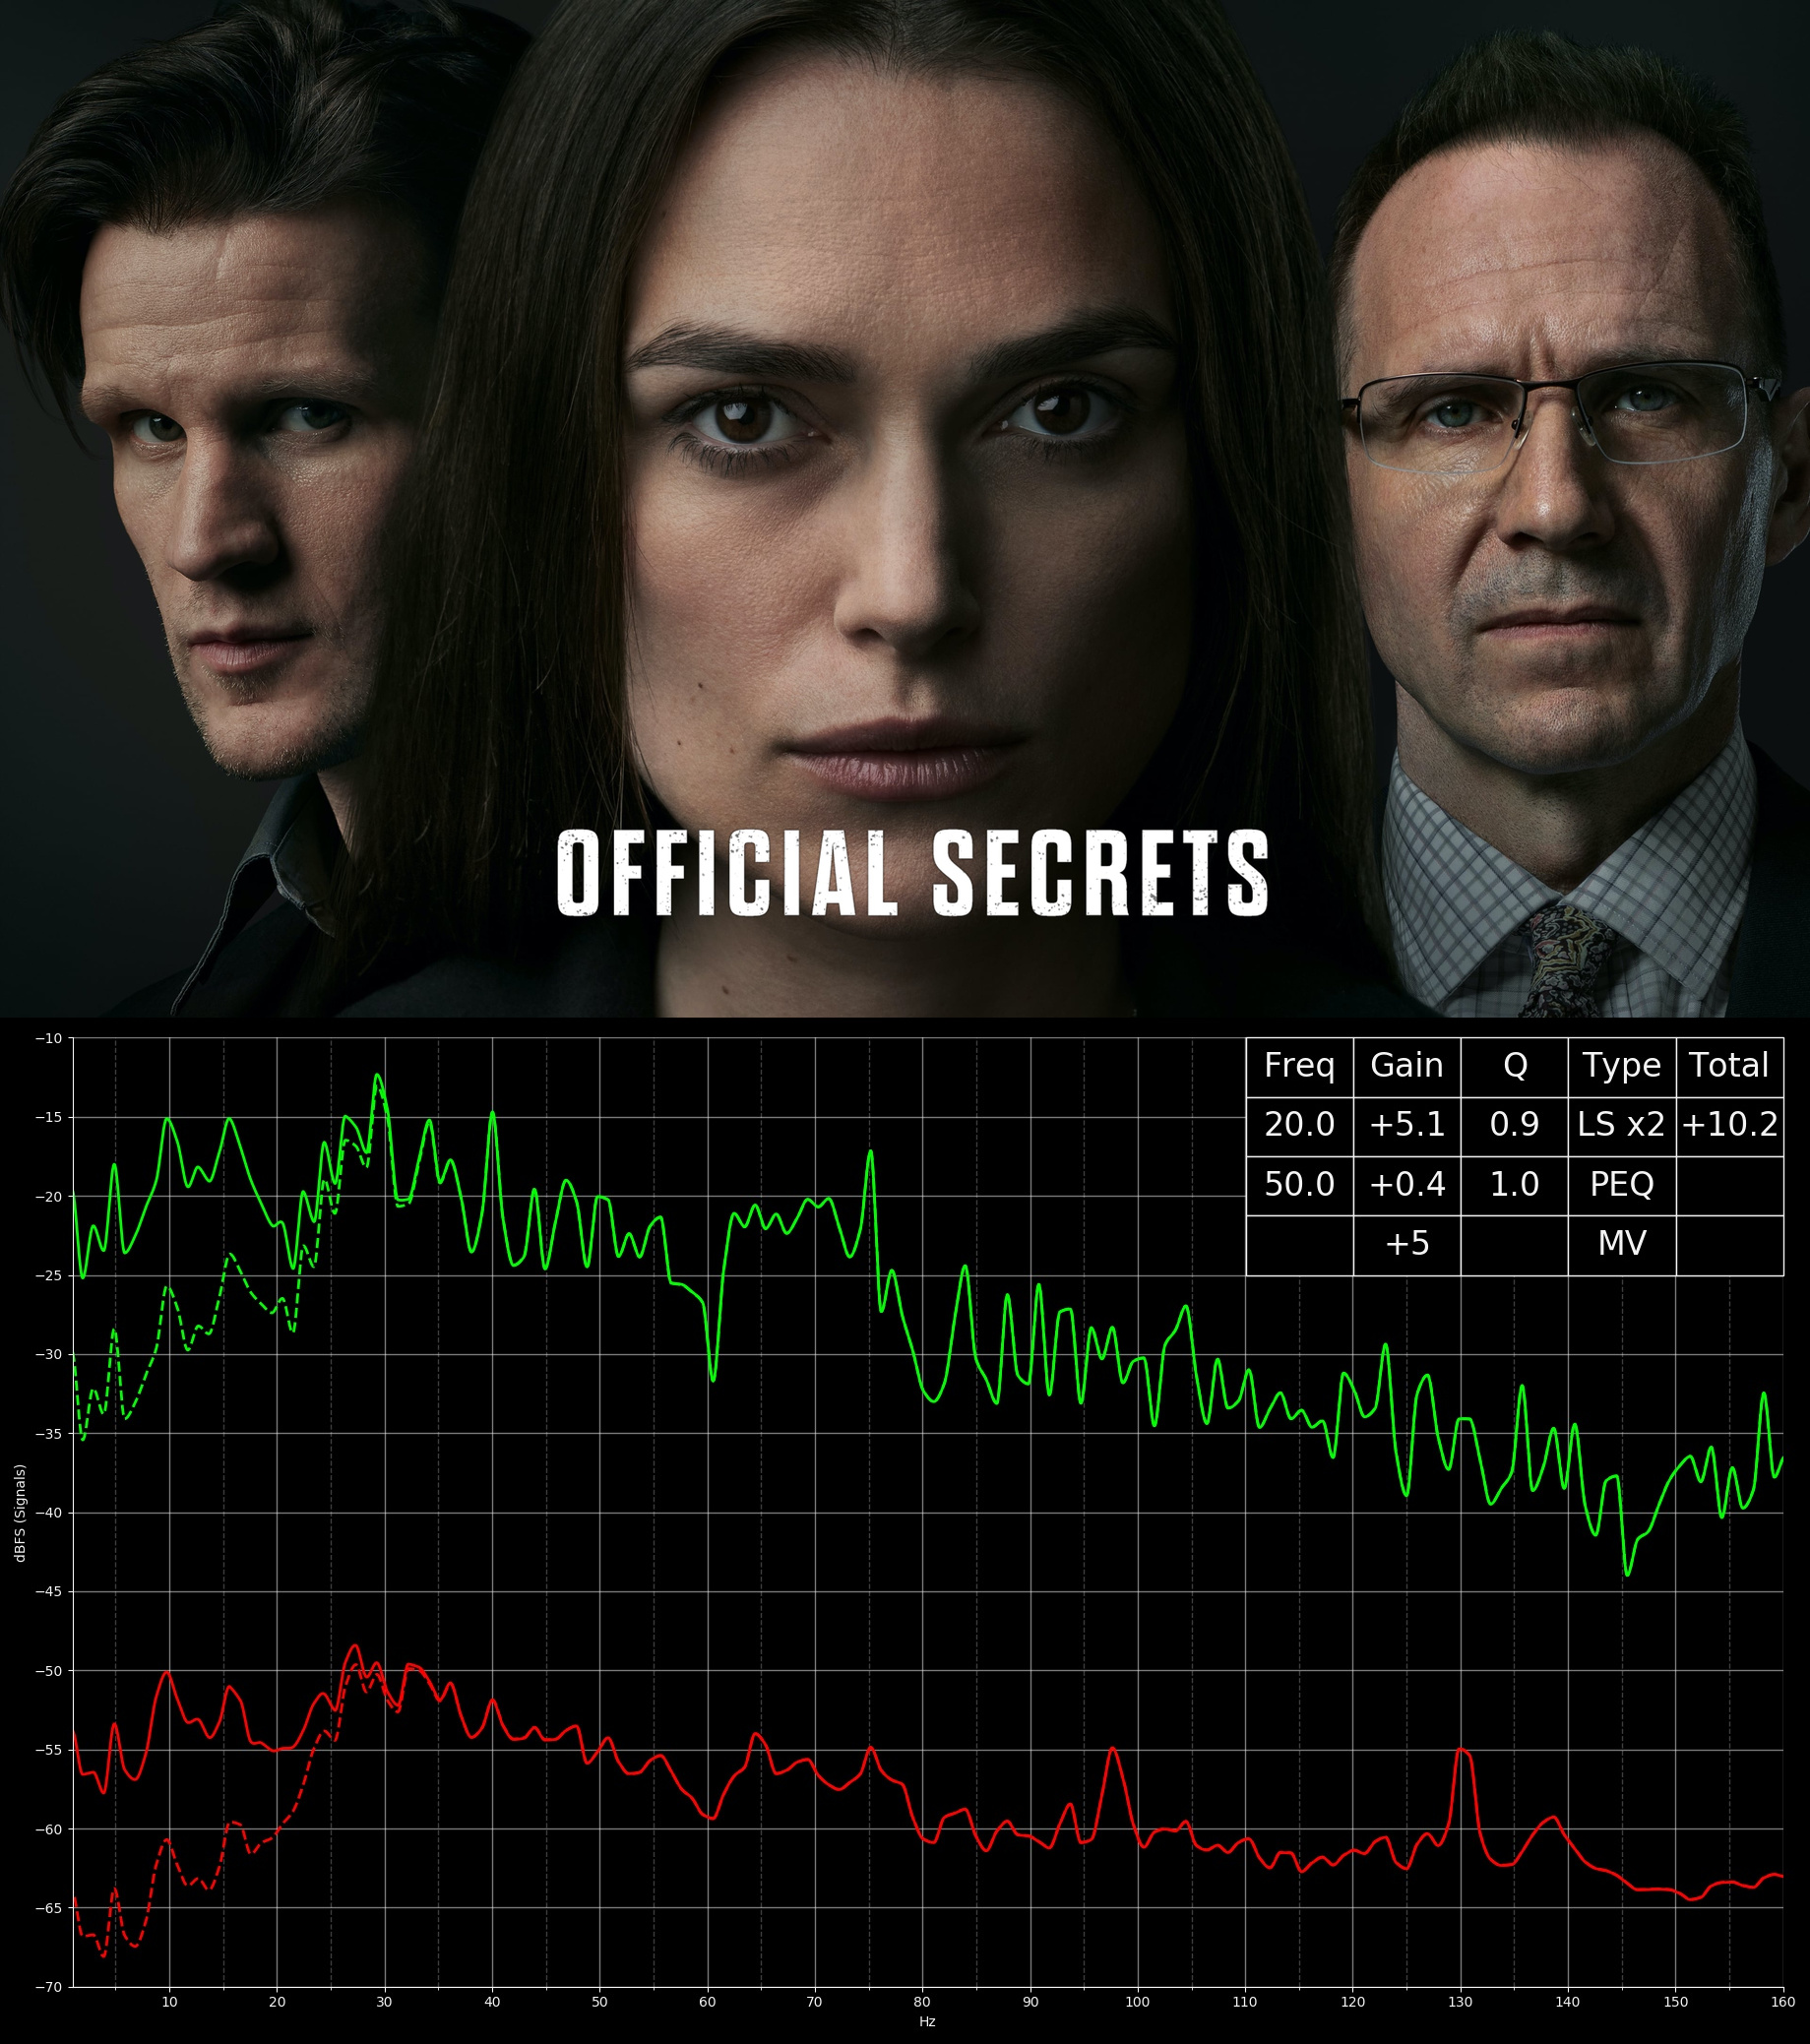 OFFICIAL SECRETS
Freq Gain Q Type Total
20.0 +5.1 0.9 LS x2 +10.2
50.0 +0.4 1.0 PEQ
+5 MV
−10
−15
−20
−25
−30
−35
−40
−45
−50
−55
−60
−65
−70
dBFS (Signals)
10 20 30 40 50 60 70 80 90 100 110 120 130 140 150 160
Hz